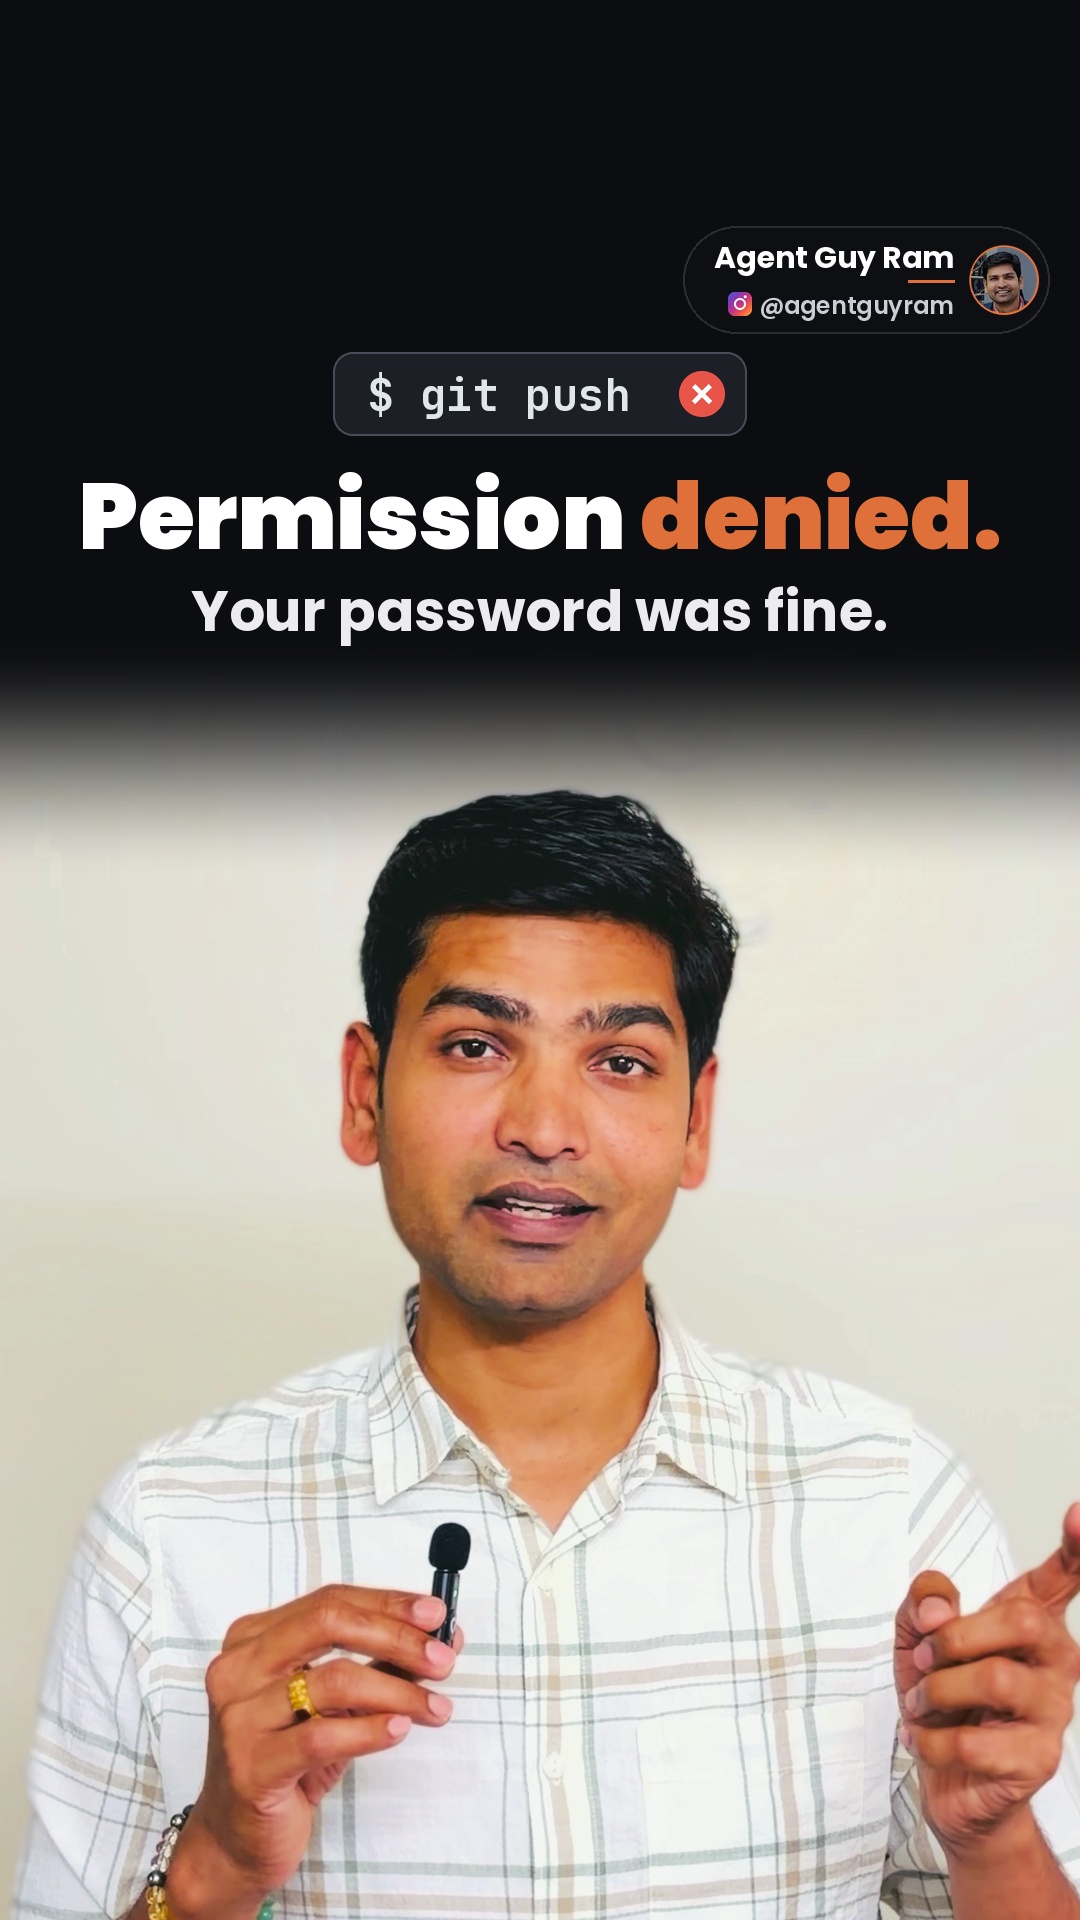 Agent Guy Ram
@agentguyram
$ git push
Permission denied.
Your password was fine.